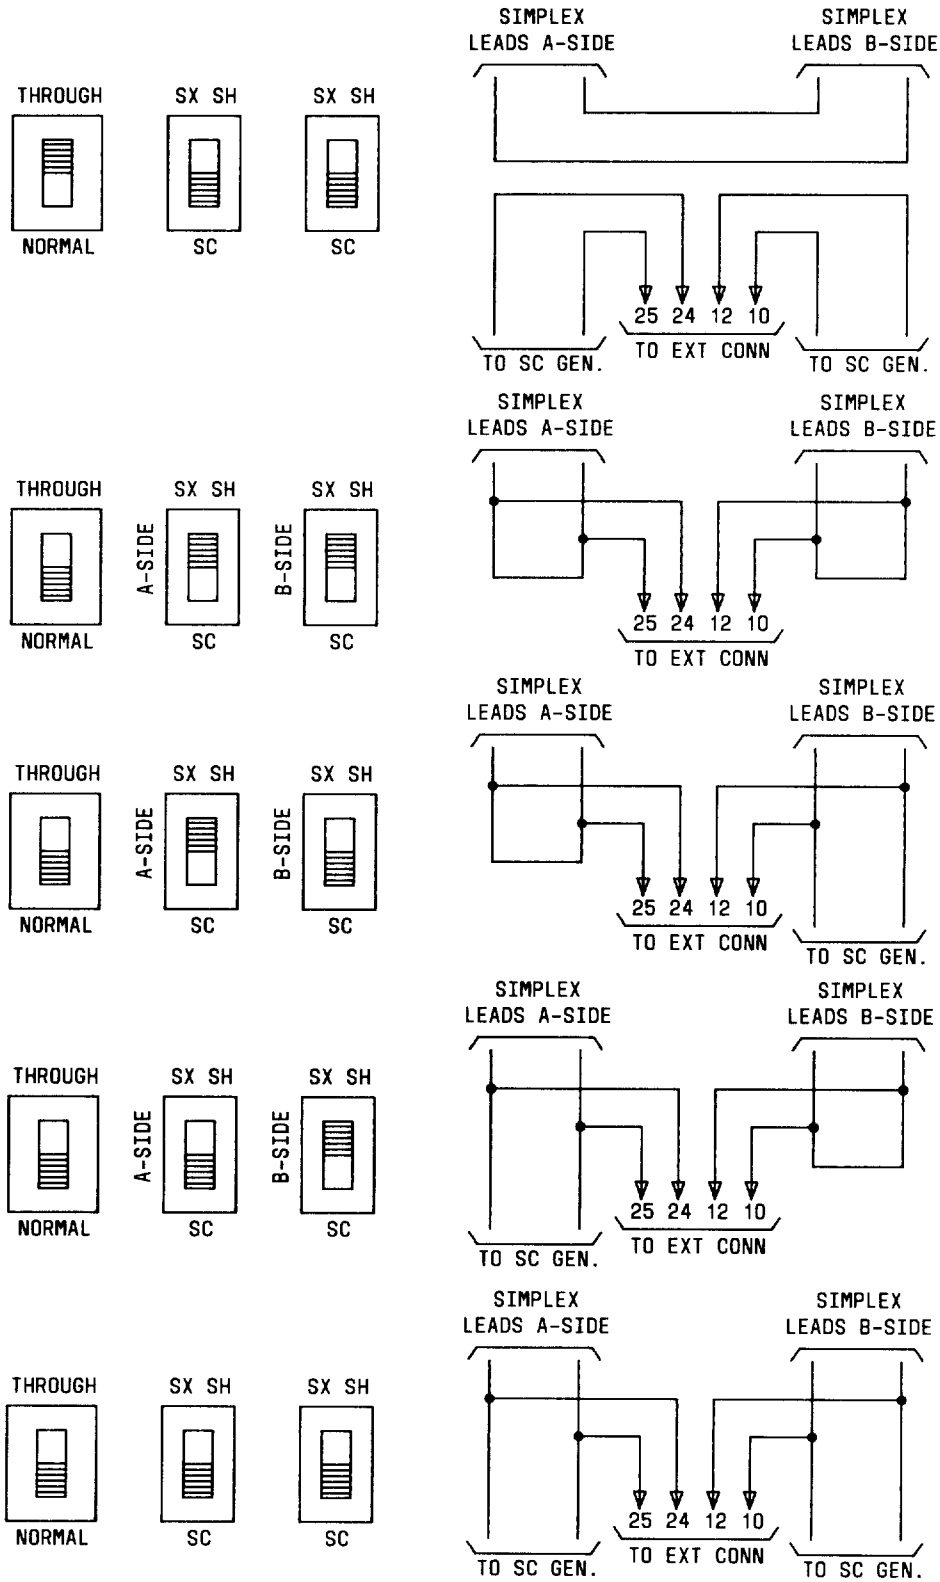 SIMPLEX
LEADS A-SIDE
SIMPLEX
LEADS B-SIDE
THROUGH
SX SH
SX SH
NORMAL
SC
SC
25 24 12 10
TO SC GEN.
TO EXT CONN
TO SC GEN.
SIMPLEX
LEADS A-SIDE
SIMPLEX
LEADS B-SIDE
THROUGH
SX SH
SX SH
A-SIDE
B-SIDE
NORMAL
SC
SC
25 24 12 10
TO EXT CONN
SIMPLEX
LEADS A-SIDE
SIMPLEX
LEADS B-SIDE
THROUGH
SX SH
SX SH
A-SIDE
B-SIDE
NORMAL
SC
SC
25 24 12 10
TO EXT CONN
TO SC GEN.
SIMPLEX
LEADS A-SIDE
SIMPLEX
LEADS B-SIDE
THROUGH
SX SH
SX SH
A-SIDE
B-SIDE
NORMAL
SC
SC
25 24 12 10
TO SC GEN.
TO EXT CONN
SIMPLEX
LEADS A-SIDE
SIMPLEX
LEADS B-SIDE
THROUGH
SX SH
SX SH
NORMAL
SC
SC
25 24 12 10
TO SC GEN.
TO EXT CONN
TO SC GEN.